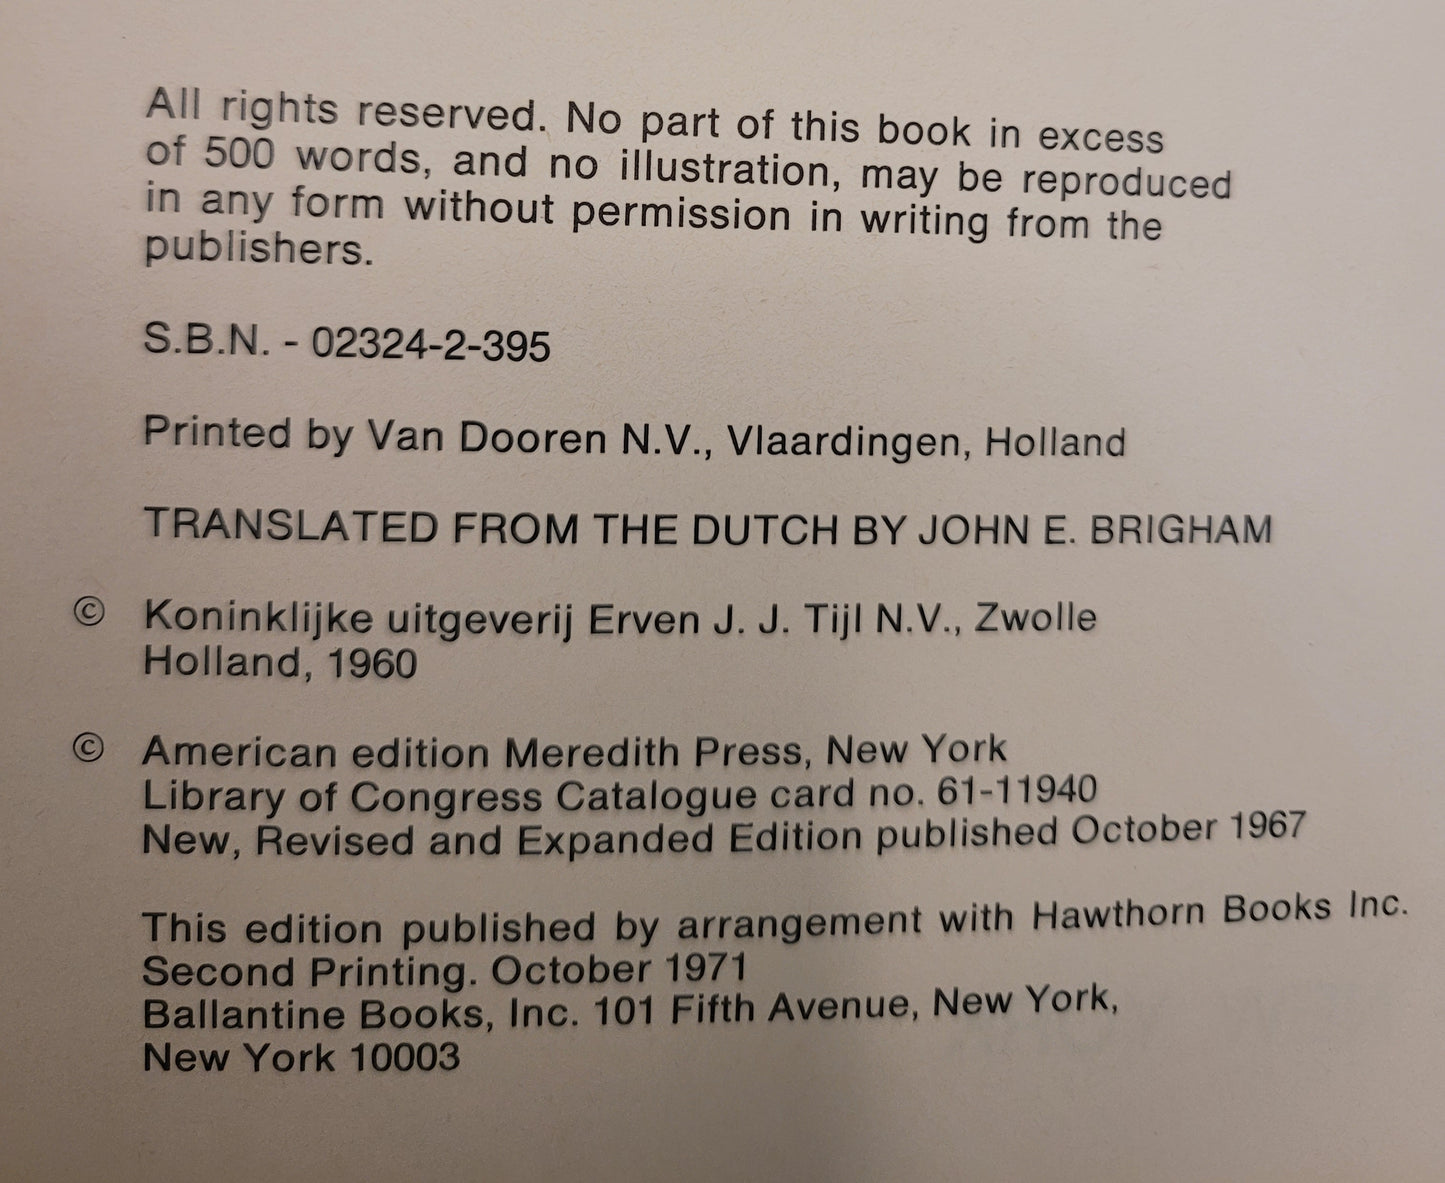 All rights reserved. No part of this book in excess
of 500 words, and no illustration, may be reproduced
in any form without permission in writing from the
publishers.
S.B.N. - 02324-2-395
Printed by Van Dooren N.V., Vlaardingen, Holland
TRANSLATED FROM THE DUTCH BY JOHN E. BRIGHAM
© Koninklijke uitgeverij Erven J. J. Tijl N.V., Zwolle
Holland, 1960
© American edition Meredith Press, New York
Library of Congress Catalogue card no. 61-11940
New, Revised and Expanded Edition published October 1967
This edition published by arrangement with Hawthorn Books Inc.
Second Printing. October 1971
Ballantine Books, Inc. 101 Fifth Avenue, New York,
New York 10003